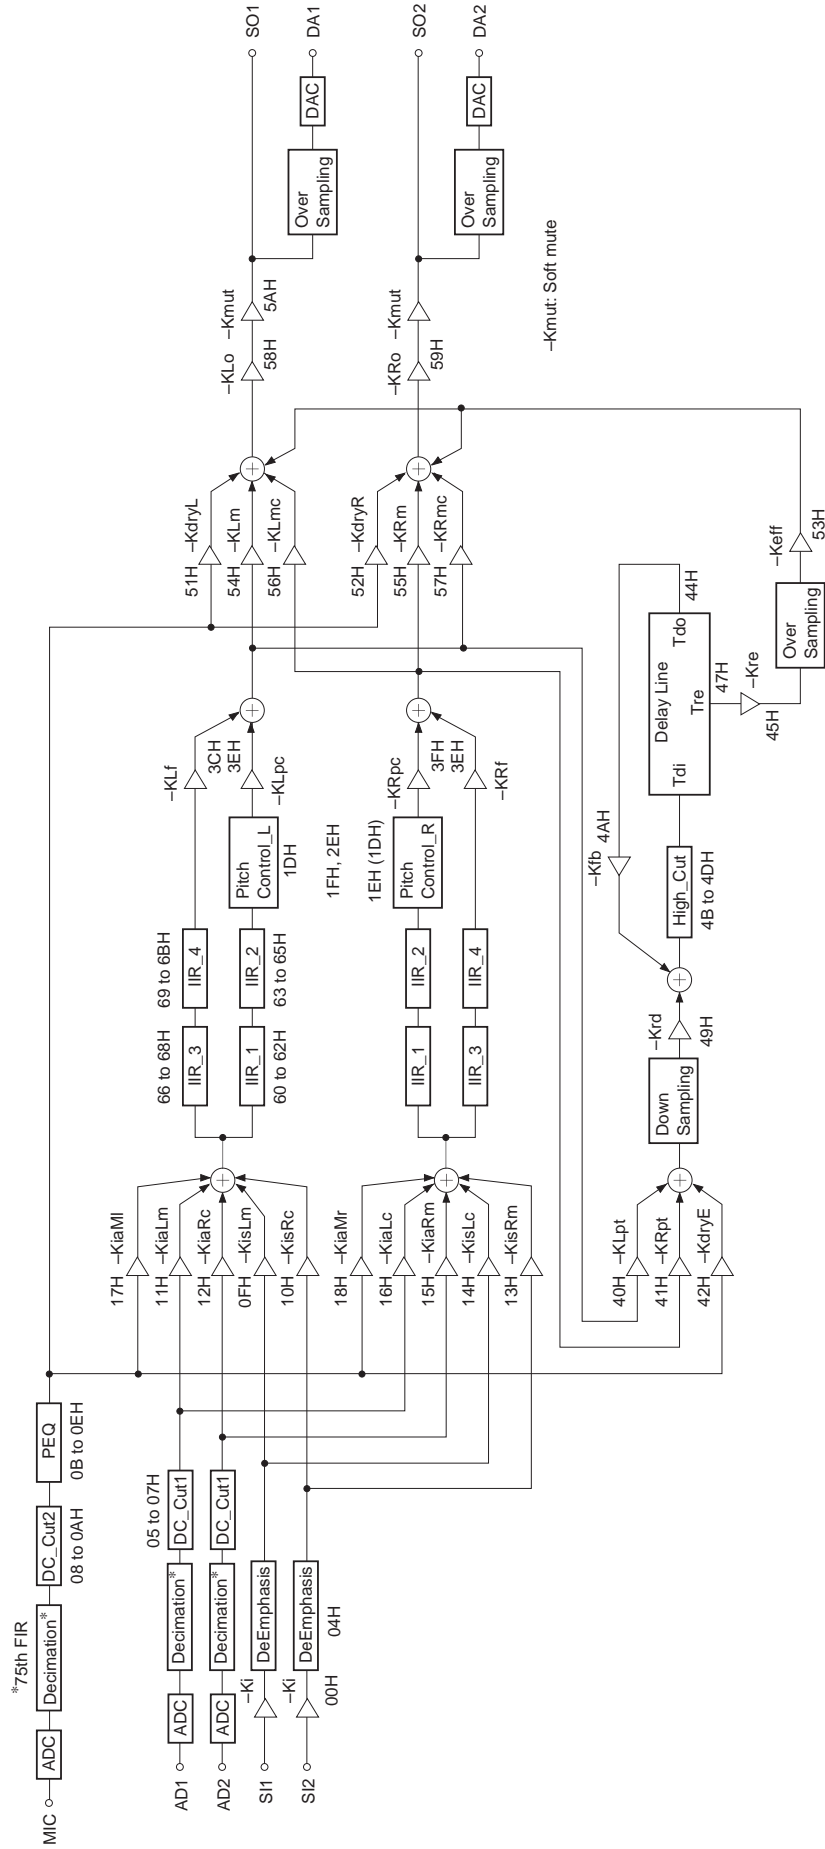 *75th FIR
MIC
ADC
Decimation*
DC_Cut2
08 to 0AH
PEQ
0B to 0EH
AD1
ADC
Decimation*
DC_Cut1
05 to 07H
AD2
ADC
Decimation*
DC_Cut1
SI1
–Ki
DeEmphasis
SI2
–Ki
00H
DeEmphasis
04H
17H –KiaMl
11H –KiaLm
12H –KiaRc
0FH –KisLm
10H –KisRc
18H –KiaMr
16H –KiaLc
15H –KiaRm
14H –KisLc
13H –KisRm
40H –KLpt
41H –KRpt
42H –KdryE
66 to 68H
IIR_3
69 to 6BH
IIR_4
IIR_1
60 to 62H
IIR_2
63 to 65H
Pitch
Control_L
1DH
–KLf
3CH
3EH
–KLpc
1FH, 2EH
1EH (1DH)
IIR_1
IIR_2
Pitch
Control_R
IIR_3
IIR_4
–KRpc
3FH
3EH
–KRf
51H –KdryL
54H –KLm
56H –KLmc
52H –KdryR
55H –KRm
57H –KRmc
–KLo
58H
–Kmut
5AH
SO1
Over
Sampling
DAC
DA1
–KRo
59H
–Kmut
SO2
Over
Sampling
DAC
DA2
–Kmut: Soft mute
Down
Sampling
–Krd
49H
–Kfb
4AH
High_Cut
4B to 4DH
Delay Line
Tdi
Tre
Tdo
44H
47H
–Kre
45H
Over
Sampling
–Keff
53H